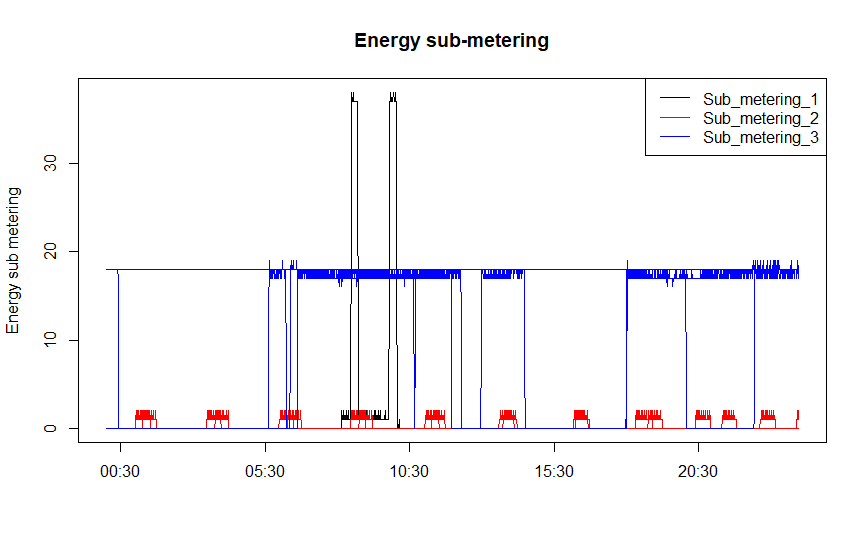 Energy sub-metering
Sub_metering_1
Sub_metering_2
Sub_metering_3
Energy sub metering
30
20
10
0
00:30 05:30 10:30 15:30 20:30